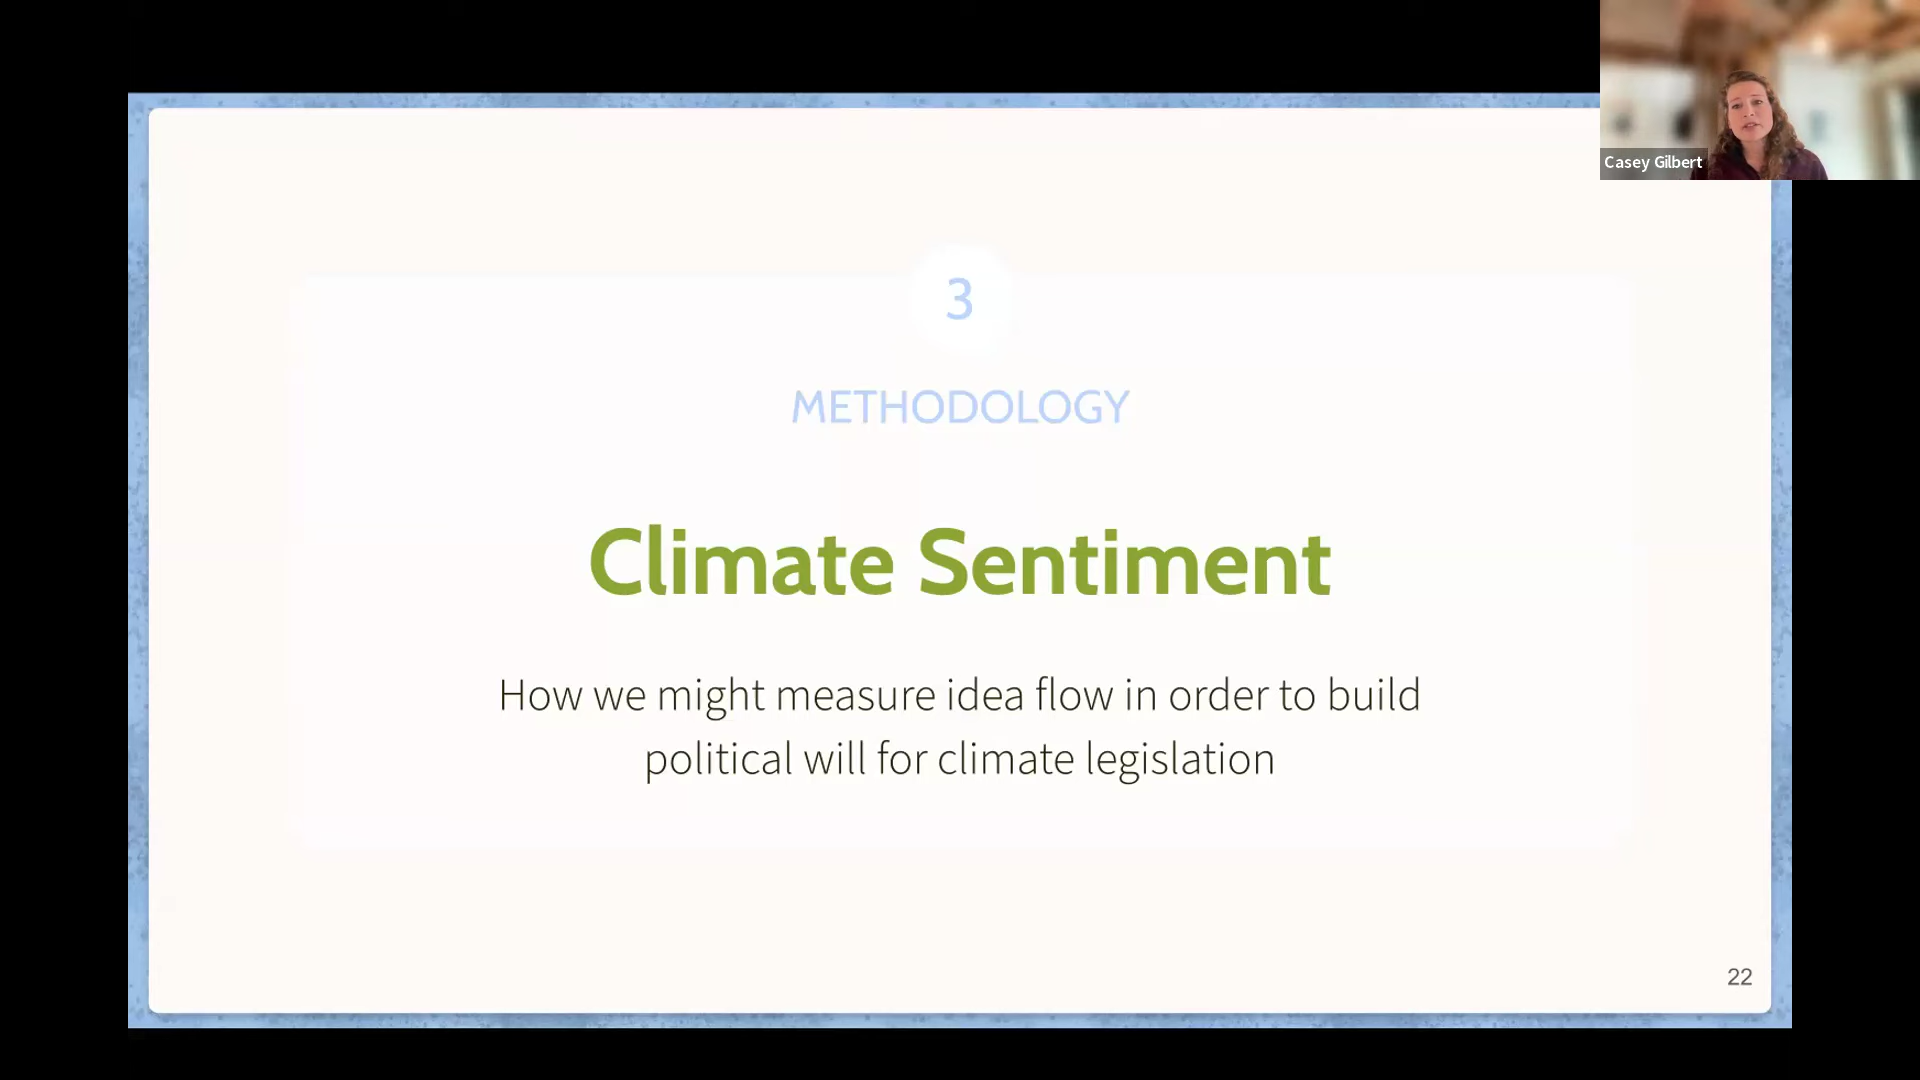 Casey Gilbert
3
METHODOLOGY
Climate Sentiment
How we might measure idea flow in order to build
political will for climate legislation
22